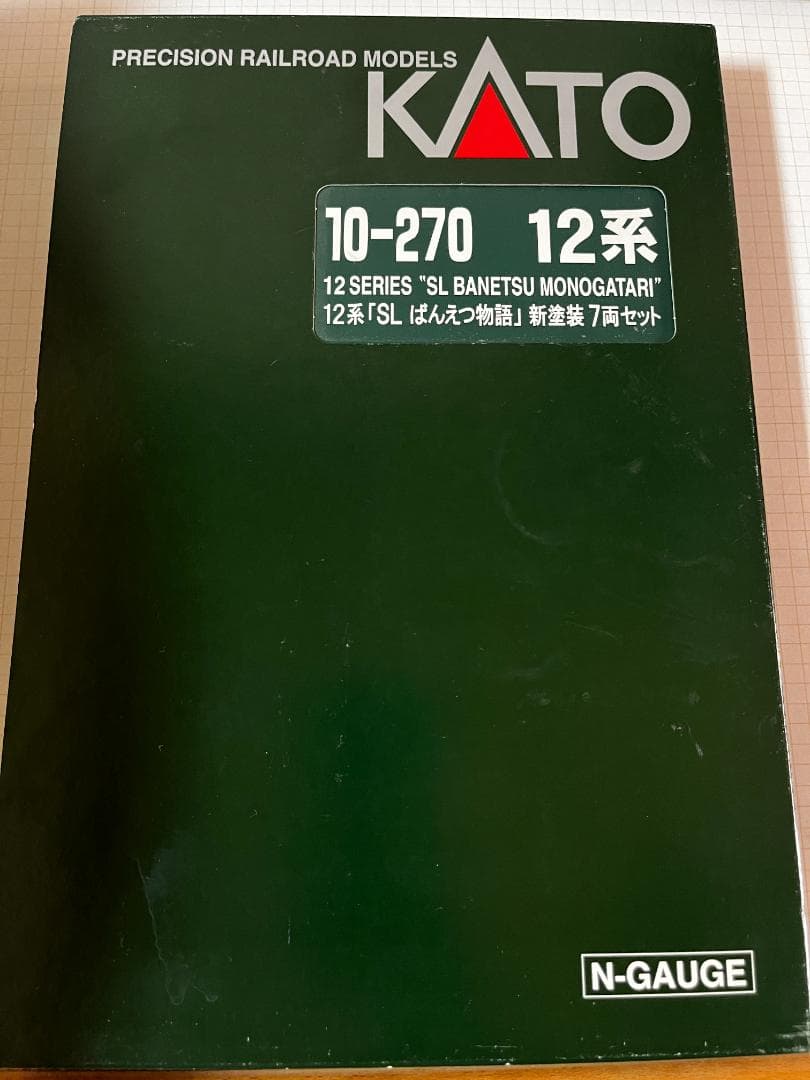 PRECISION RAILROAD MODELS
KATO
10-270 12系
12 SERIES "SL BANETSU MONOGATARI"
12系「SL ばんえつ物語」新塗装7両セット
N-GAUGE